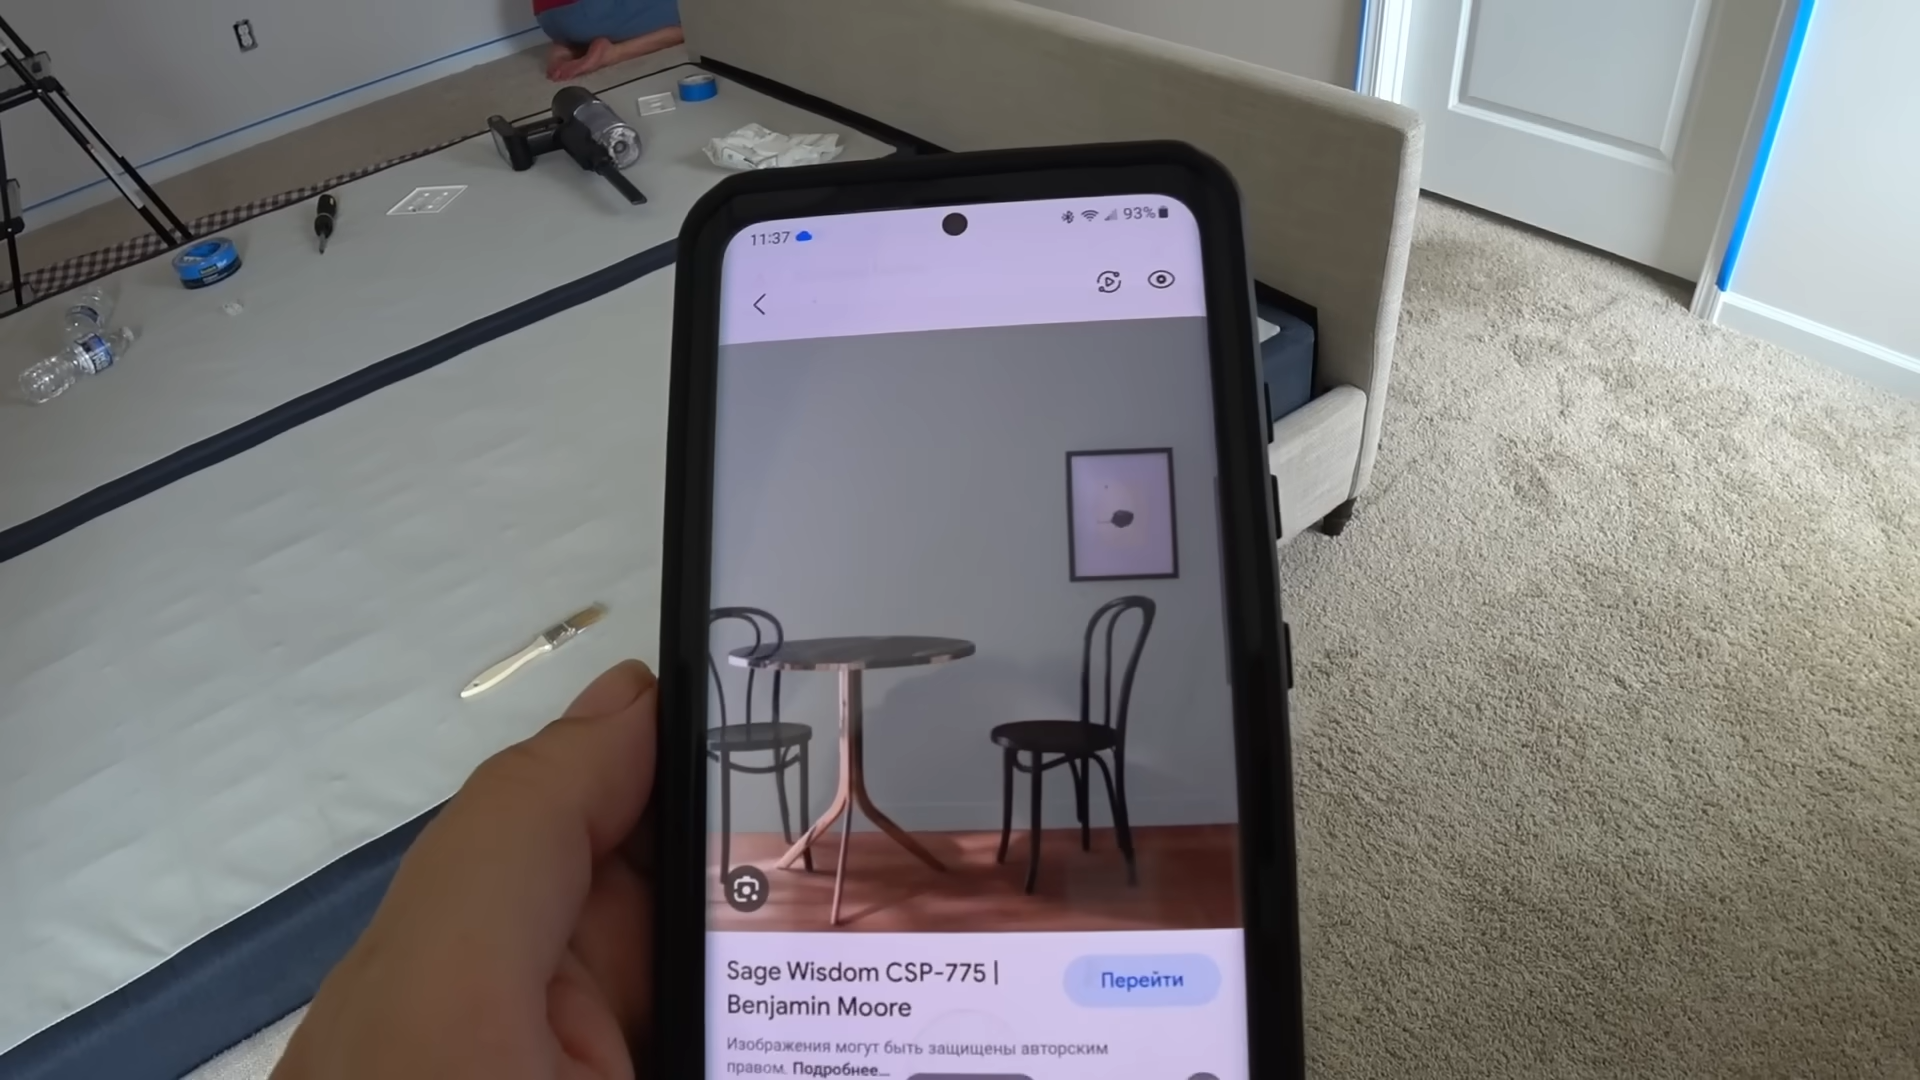 11:37
93%
Sage Wisdom CSP-775 |
Benjamin Moore
Перейти
Изображения могут быть защищены авторским
правом. Подробнее...